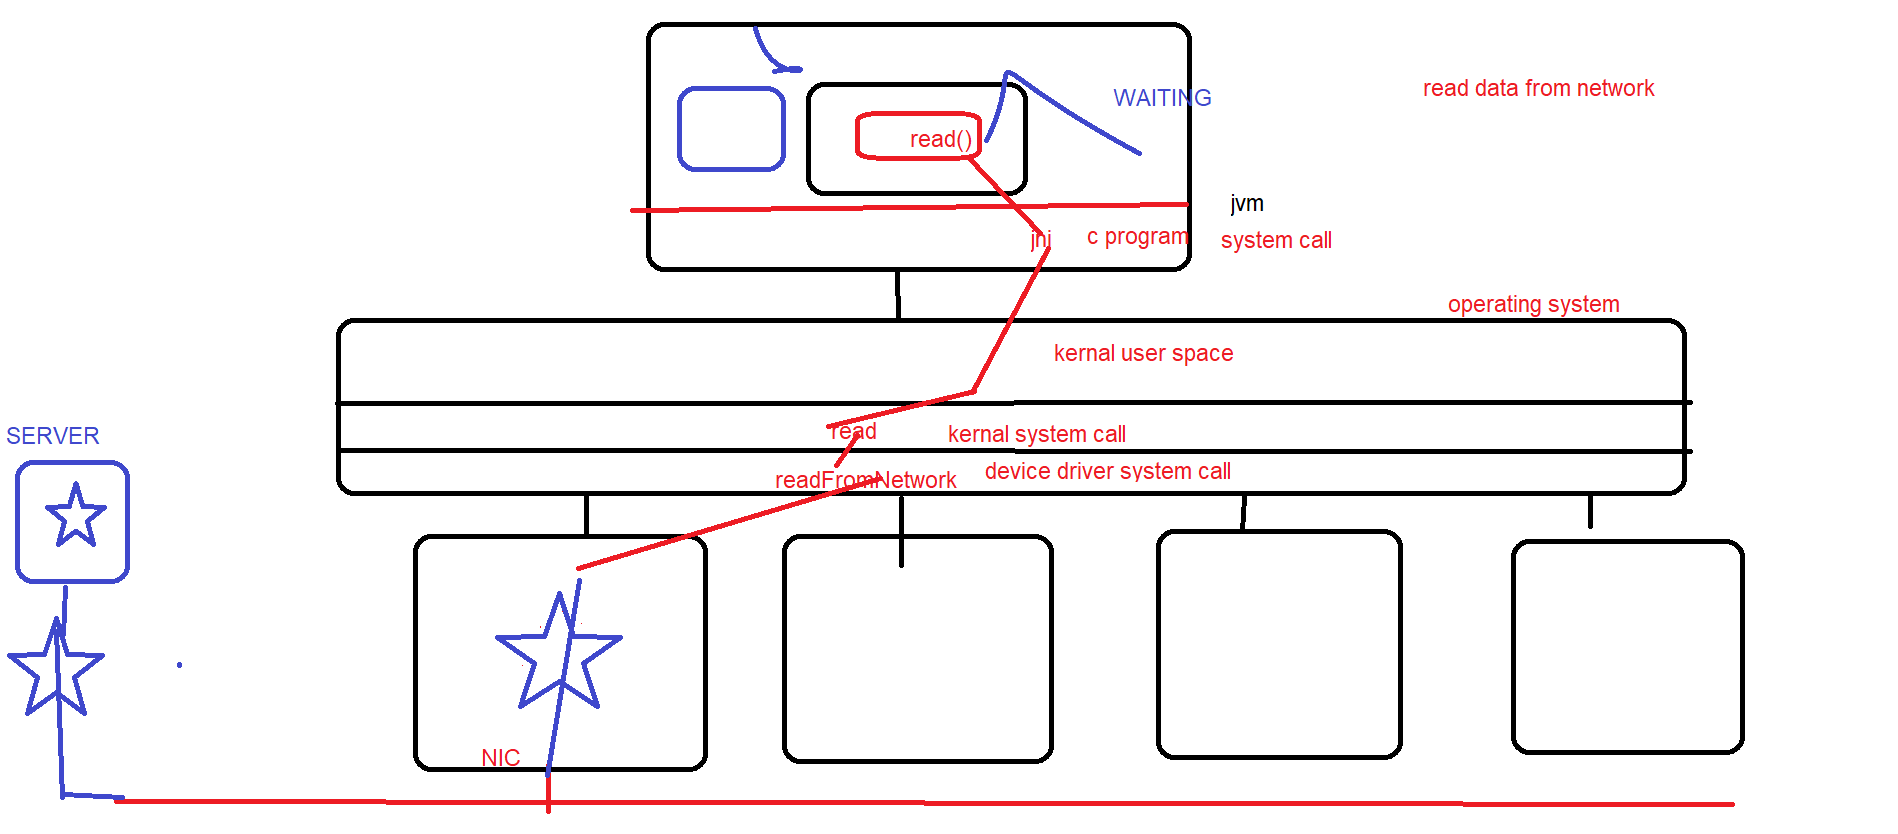 WAITING
read data from network
read()
jvm
jni
c program
system call
operating system
kernal user space
SERVER
read
kernal system call
readFromNetwork
device driver system call
NIC